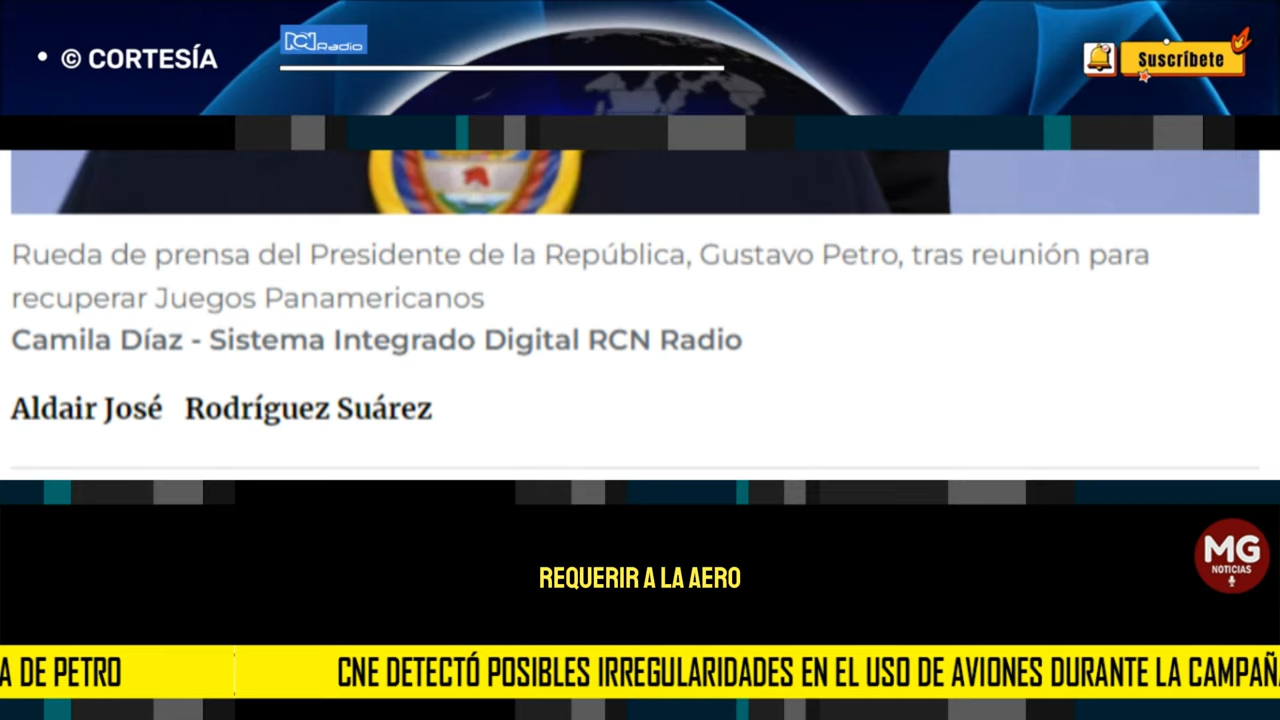 • © CORTESÍA
RCN Radio
Suscríbete
Rueda de prensa del Presidente de la República, Gustavo Petro, tras reunión para
recuperar Juegos Panamericanos
Camila Díaz - Sistema Integrado Digital RCN Radio
Aldair José Rodríguez Suárez
REQUERIR A LA AERO
MG
NOTICIAS
A DE PETRO CNE DETECTÓ POSIBLES IRREGULARIDADES EN EL USO DE AVIONES DURANTE LA CAMPAÑ